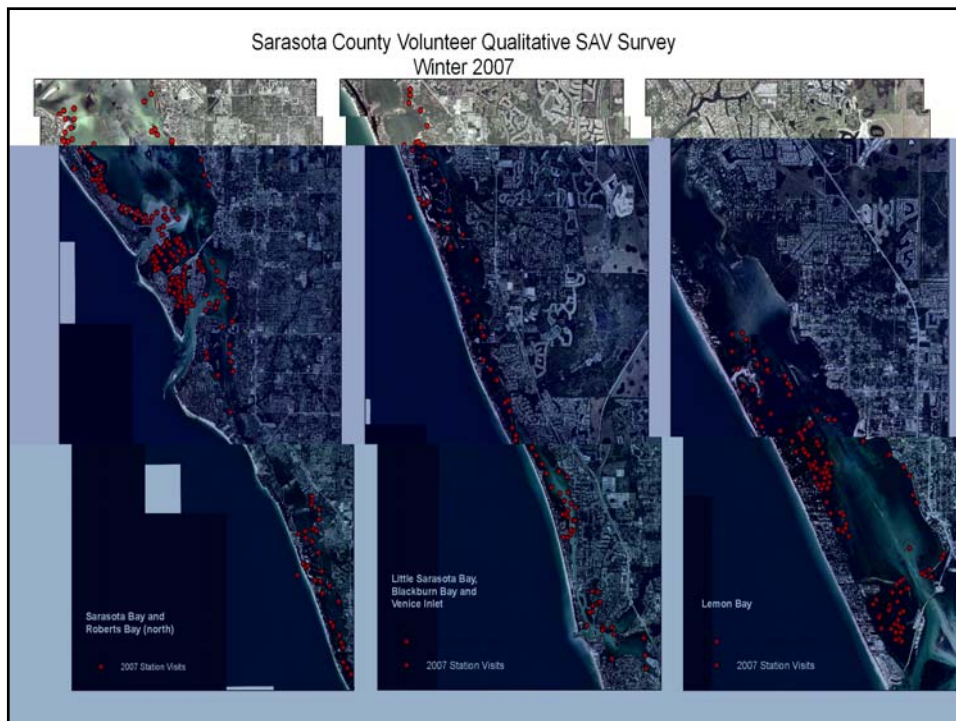 Sarasota County Volunteer Qualitative SAV Survey
Winter 2007
Sarasota Bay and
Roberts Bay (north)
2007 Station Visits
Little Sarasota Bay,
Blackburn Bay and
Venice Inlet
2007 Station Visits
Lemon Bay
2007 Station Visits